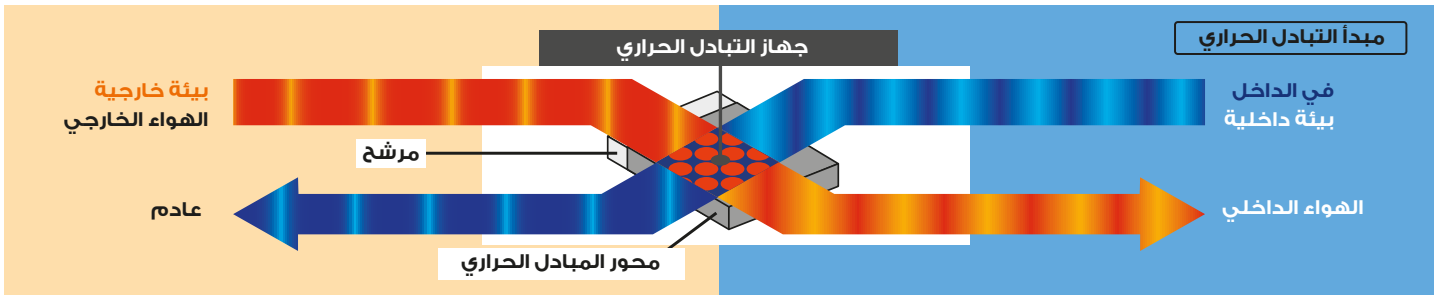 مبدأ التبادل الحراري
جهاز التبادل الحراري
في الداخل
بيئة داخلية
بيئة خارجية
الهواء الخارجي
مرشح
الهواء الداخلي
عادم
محور المبادل الحراري